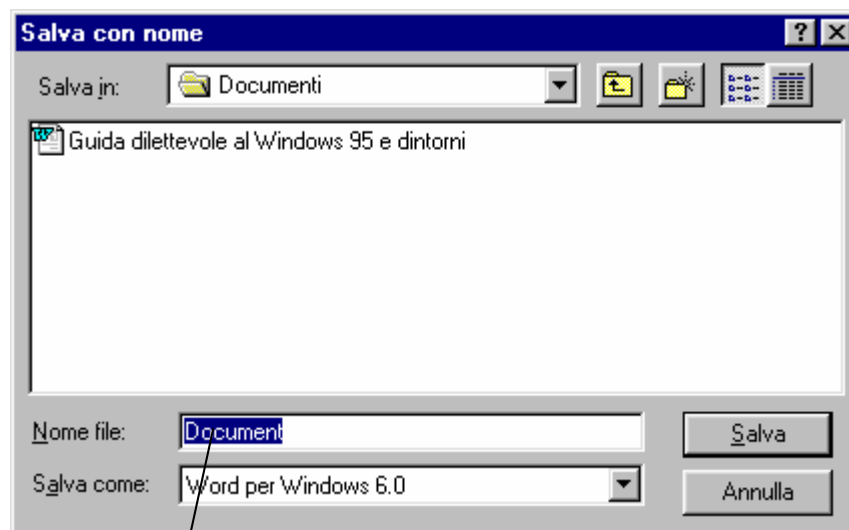 Salva con nome
Salva in: Documenti
Guida dilettevole al Windows 95 e dintorni
Nome file: Document Salva
Salva come: Word per Windows 6.0 Annulla